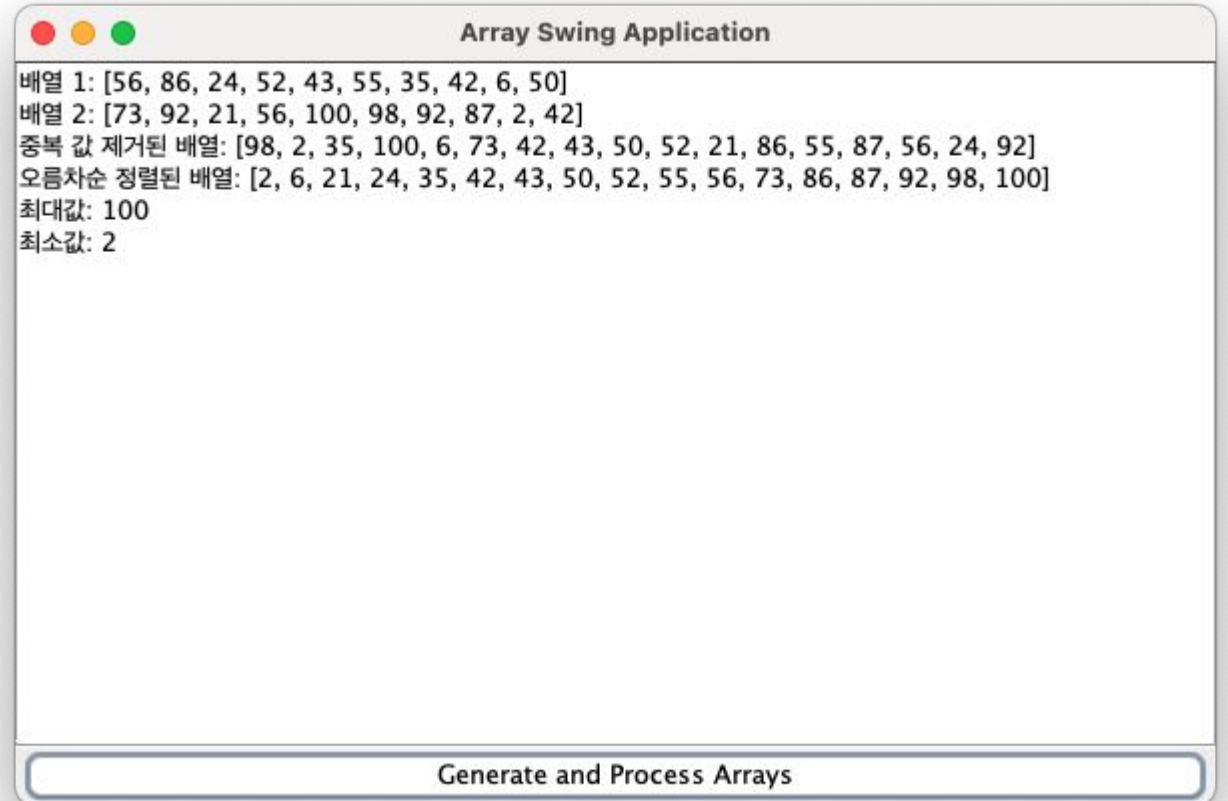 Array Swing Application
배열 1: [56, 86, 24, 52, 43, 55, 35, 42, 6, 50]
배열 2: [73, 92, 21, 56, 100, 98, 92, 87, 2, 42]
중복 값 제거된 배열: [98, 2, 35, 100, 6, 73, 42, 43, 50, 52, 21, 86, 55, 87, 56, 24, 92]
오름차순 정렬된 배열: [2, 6, 21, 24, 35, 42, 43, 50, 52, 55, 56, 73, 86, 87, 92, 98, 100]
최대값: 100
최소값: 2
Generate and Process Arrays